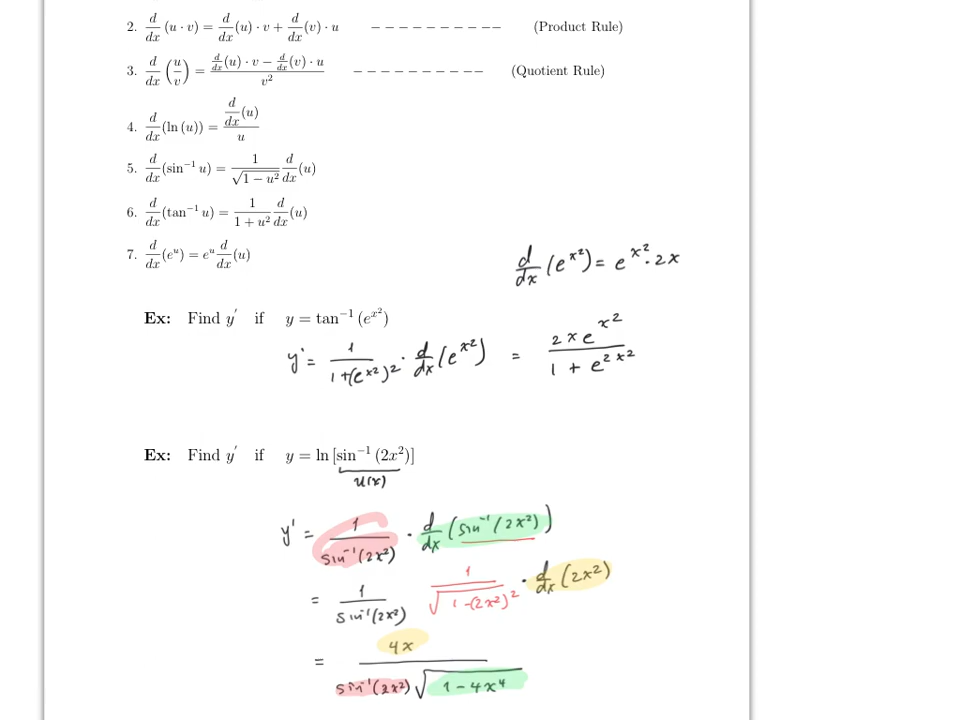 2. d/dx (u · v) = d/dx (u) · v + d/dx (v) · u − − − − − − − − − − (Product Rule)
3. d/dx (u/v) = (d/dx (u) · v − d/dx (v) · u) / v² − − − − − − − − − − (Quotient Rule)
4. d/dx (ln (u)) = (d/dx (u)) / u
5. d/dx (sin⁻¹ u) = 1/√(1 − u²) d/dx (u)
6. d/dx (tan⁻¹ u) = 1/(1 + u²) d/dx (u)
7. d/dx (eᵘ) = eᵘ d/dx (u)
d/dx (e^x²) = e^x² · 2x
Ex: Find y′ if y = tan⁻¹ (e^x²)
y′ = 1/(1+(e^x²)²) · d/dx (e^x²) = 2xe^x² / (1 + e^2x²)
Ex: Find y′ if y = ln [sin⁻¹ (2x²)]
u(x)
y′ = 1/sin⁻¹(2x²) · d/dx (sin⁻¹(2x²))
= 1/sin⁻¹(2x²) 1/√(1-(2x²)²) · d/dx (2x²)
= 4x / (sin⁻¹(2x²) √(1 − 4x⁴))